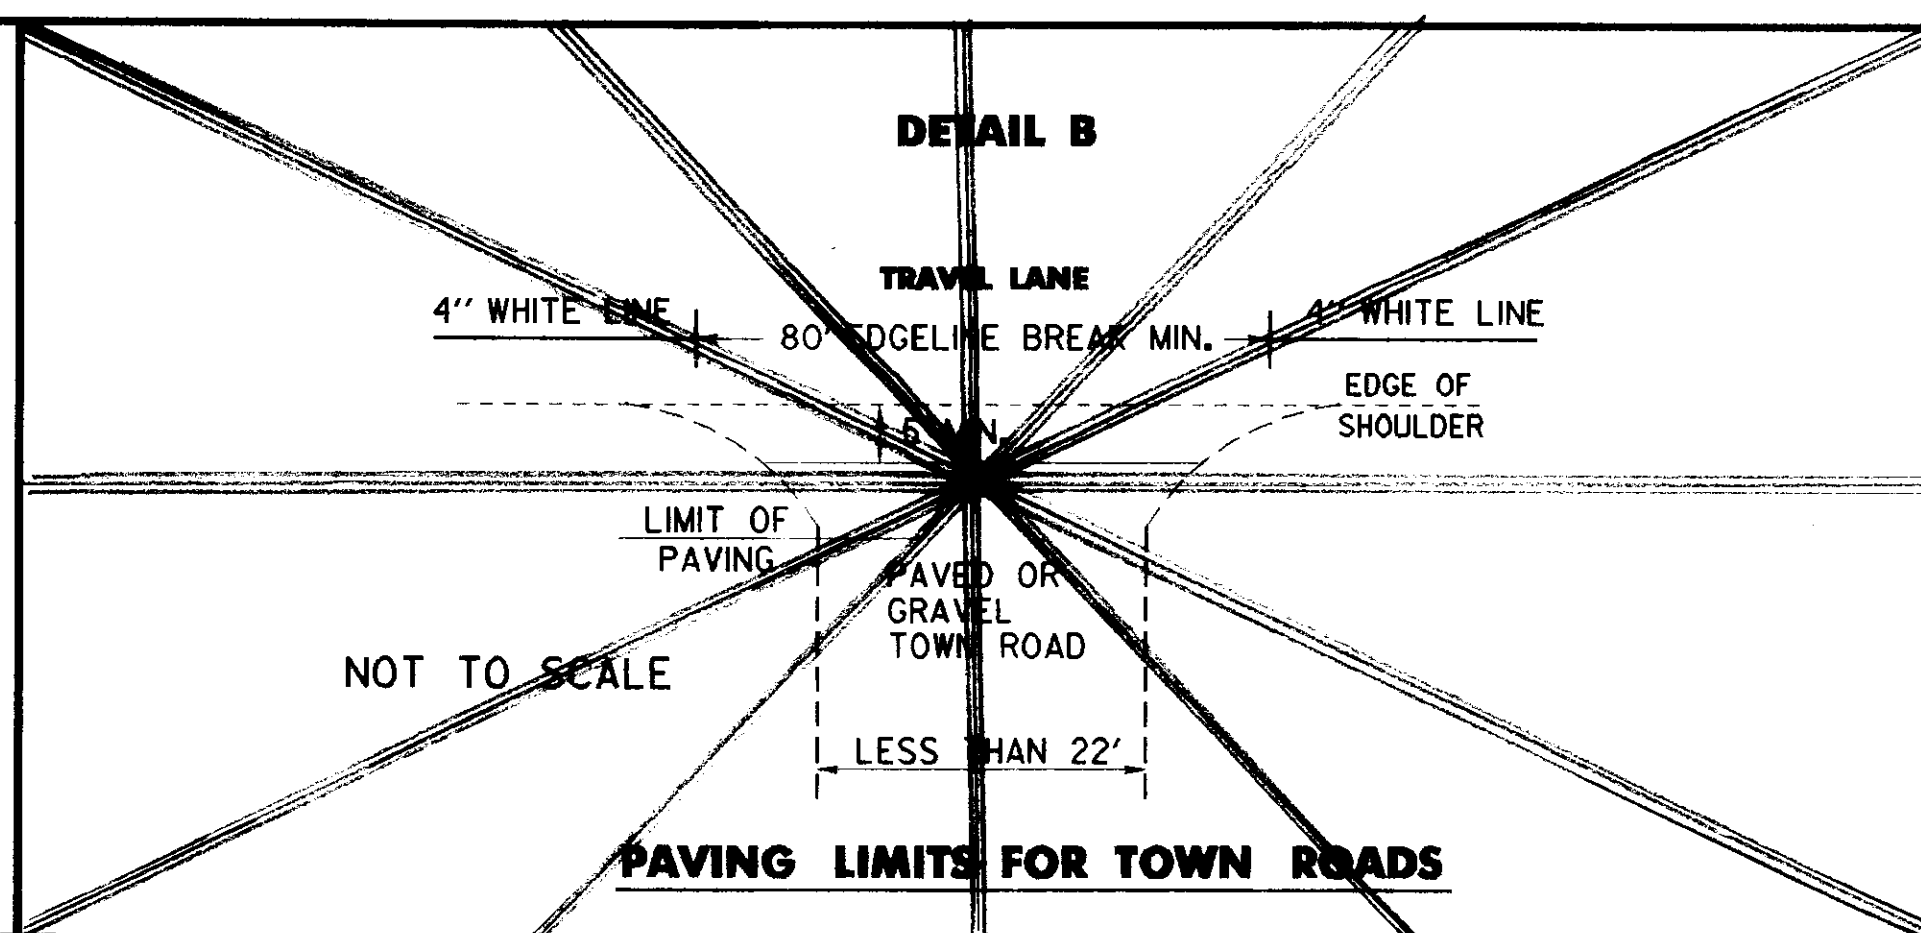 DETAIL B
TRAVEL LANE
4" WHITE LINE
80' EDGELINE BREAK MIN.
4" WHITE LINE
EDGE OF
SHOULDER
MIN.
LIMIT OF
PAVING
PAVED OR
GRAVEL
TOWN ROAD
NOT TO SCALE
LESS THAN 22'
PAVING LIMITS FOR TOWN ROADS